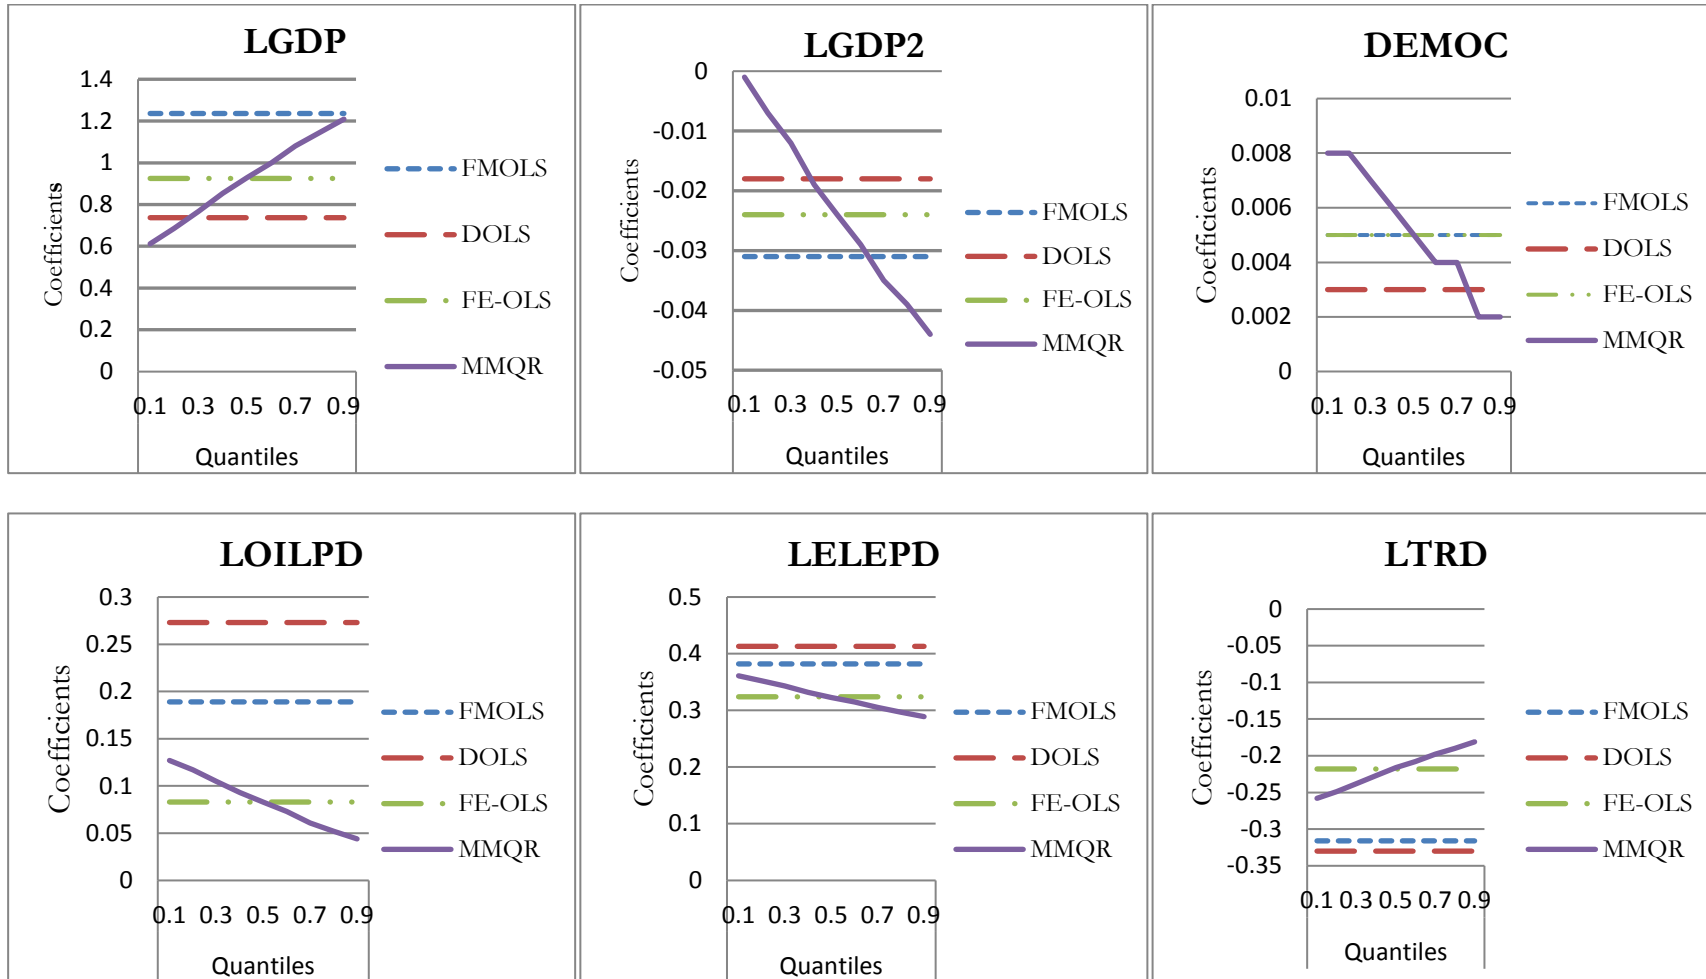 LGDP
1.4
1.2
1
0.8
0.6
0.4
0.2
0
Coefficients
0.1 0.3 0.5 0.7 0.9
Quantiles
FMOLS
DOLS
FE-OLS
MMQR
LGDP2
0
-0.01
-0.02
-0.03
-0.04
-0.05
Coefficients
0.1 0.3 0.5 0.7 0.9
Quantiles
FMOLS
DOLS
FE-OLS
MMQR
DEMOC
0.01
0.008
0.006
0.004
0.002
0
Coefficients
0.1 0.3 0.5 0.7 0.9
Quantiles
FMOLS
DOLS
FE-OLS
MMQR
LOILPD
0.3
0.25
0.2
0.15
0.1
0.05
0
Coefficients
0.1 0.3 0.5 0.7 0.9
Quantiles
FMOLS
DOLS
FE-OLS
MMQR
LELEPD
0.5
0.4
0.3
0.2
0.1
0
Coefficients
0.1 0.3 0.5 0.7 0.9
Quantiles
FMOLS
DOLS
FE-OLS
MMQR
LTRD
0
-0.05
-0.1
-0.15
-0.2
-0.25
-0.3
-0.35
Coefficients
0.1 0.3 0.5 0.7 0.9
Quantiles
FMOLS
DOLS
FE-OLS
MMQR